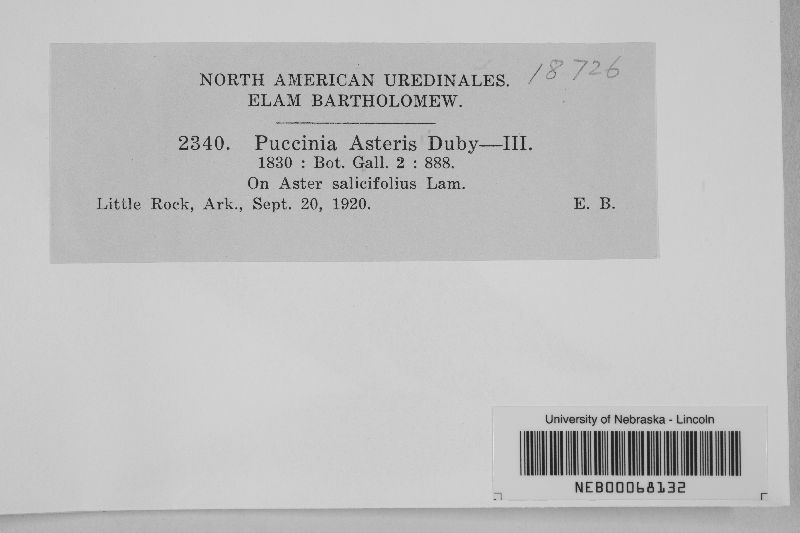 NORTH AMERICAN UREDINALES. 18726
ELAM BARTHOLOMEW.
2340. Puccinia Asteris Duby—III.
1830 : Bot. Gall. 2 : 888.
On Aster salicifolius Lam.
Little Rock, Ark., Sept. 20, 1920. E. B.
University of Nebraska - Lincoln
NEB00068132